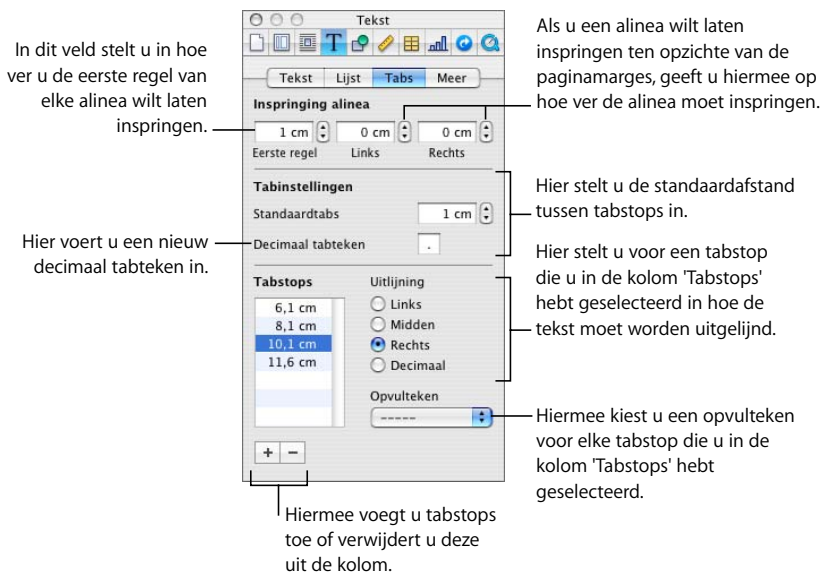 In dit veld stelt u in hoe
ver u de eerste regel van
elke alinea wilt laten
inspringen.
Hier voert u een nieuw
decimaal tabteken in.
Tekst
T
Tekst Lijst Tabs Meer
Inspringing alinea
1 cm 0 cm 0 cm
Eerste regel Links Rechts
Tabinstellingen
Standaardtabs 1 cm
Decimaal tabteken .
Tabstops Uitlijning
6,1 cm Links
8,1 cm Midden
10,1 cm Rechts
11,6 cm Decimaal
Opvulteken
-----
+ −
Als u een alinea wilt laten
inspringen ten opzichte van de
paginamarges, geeft u hiermee op
hoe ver de alinea moet inspringen.
Hier stelt u de standaardafstand
tussen tabstops in.
Hier stelt u voor een tabstop
die u in de kolom 'Tabstops'
hebt geselecteerd in hoe de
tekst moet worden uitgelijnd.
Hiermee kiest u een opvulteken
voor elke tabstop die u in de
kolom 'Tabstops' hebt
geselecteerd.
Hiermee voegt u tabstops
toe of verwijdert u deze
uit de kolom.